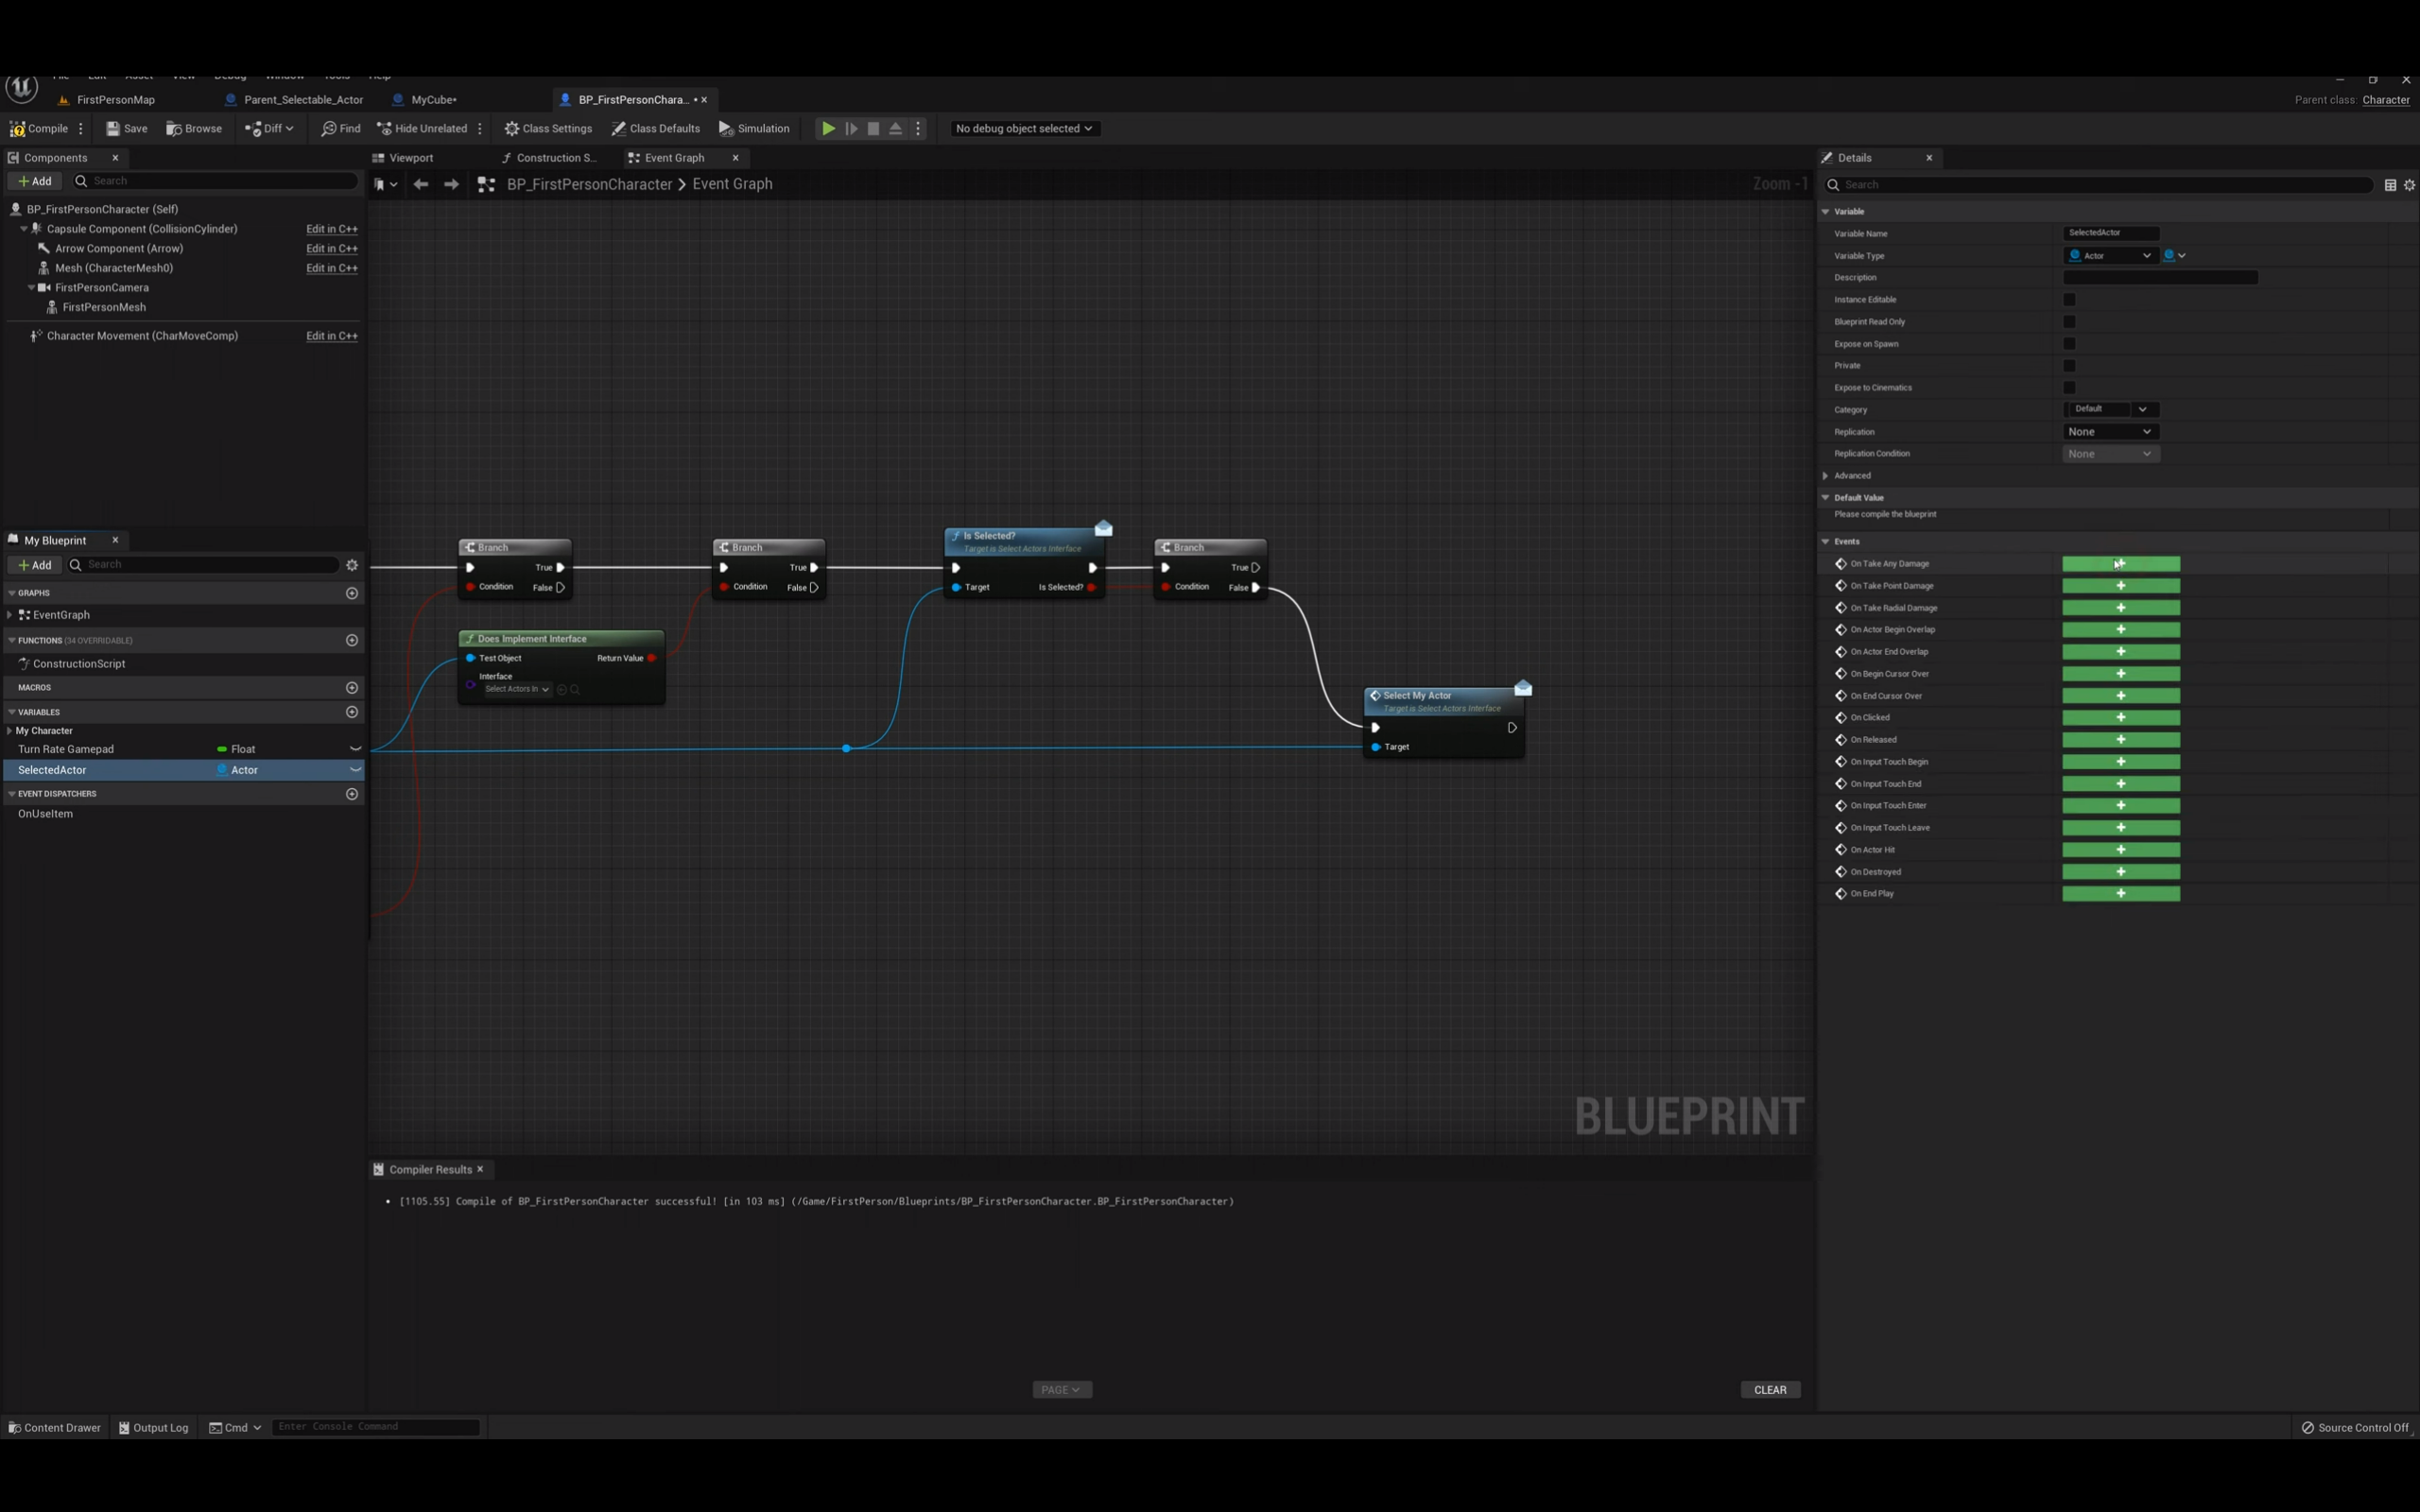 File Edit Asset View Debug Window Tools Help
FirstPersonMap Parent_Selectable_Actor MyCube• BP_FirstPersonChara... •
Parent class: Character
Compile Save Browse Diff Find Hide Unrelated Class Settings Class Defaults Simulation No debug object selected
Components
Add Search
BP_FirstPersonCharacter (Self)
Capsule Component (CollisionCylinder) Edit in C++
Arrow Component (Arrow) Edit in C++
Mesh (CharacterMesh0) Edit in C++
FirstPersonCamera
FirstPersonMesh
Character Movement (CharMoveComp) Edit in C++
My Blueprint
Add Search
GRAPHS
EventGraph
FUNCTIONS (34 OVERRIDABLE)
ConstructionScript
MACROS
VARIABLES
My Character
Turn Rate Gamepad Float
SelectedActor Actor
EVENT DISPATCHERS
OnUseItem
Viewport Construction S... Event Graph
BP_FirstPersonCharacter > Event Graph
Zoom -1
Branch
True
Condition False
Branch
True
Condition False
Is Selected?
Target is Select Actors Interface
Target Is Selected?
Branch
True
Condition False
Does Implement Interface
Test Object Return Value
Interface
Select Actors In
Select My Actor
Target is Select Actors Interface
Target
BLUEPRINT
Compiler Results
• [1105.55] Compile of BP_FirstPersonCharacter successful! [in 103 ms] (/Game/FirstPerson/Blueprints/BP_FirstPersonCharacter.BP_FirstPersonCharacter)
PAGE
CLEAR
Details
Search
Variable
Variable Name SelectedActor
Variable Type Actor
Description
Instance Editable
Blueprint Read Only
Expose on Spawn
Private
Expose to Cinematics
Category Default
Replication None
Replication Condition None
Advanced
Default Value
Please compile the blueprint
Events
On Take Any Damage
On Take Point Damage
On Take Radial Damage
On Actor Begin Overlap
On Actor End Overlap
On Begin Cursor Over
On End Cursor Over
On Clicked
On Released
On Input Touch Begin
On Input Touch End
On Input Touch Enter
On Input Touch Leave
On Actor Hit
On Destroyed
On End Play
Content Drawer Output Log Cmd Enter Console Command
Source Control Off